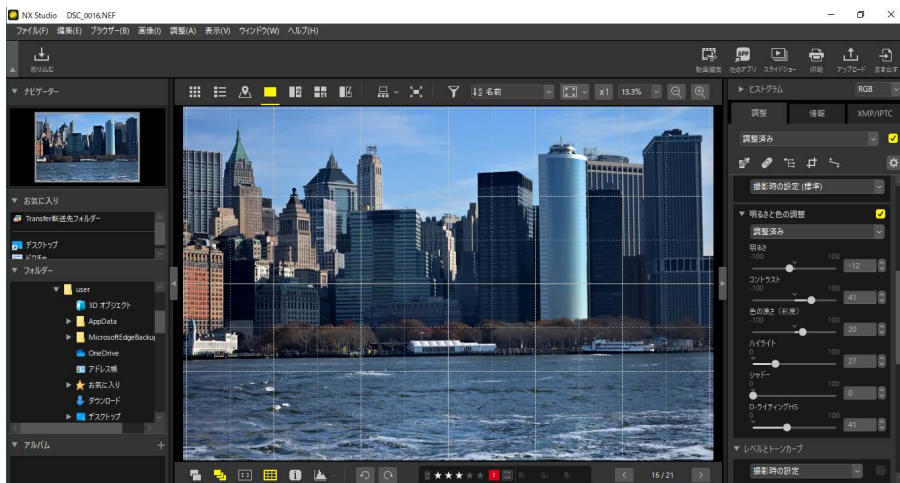 NX Studio DSC_0016.NEF
ファイル(F) 編集(E) ブラウザー(B) 画像(I) 調整(A) 表示(V) ウィンドウ(W) ヘルプ(H)
取り込む
動画編集 他のアプリ スライドショー 印刷 アップロード 書き出す
ナビゲーター
名前
x1
13.3%
ヒストグラム
RGB
調整 情報 XMP/IPTC
調整済み
撮影時の設定 (標準)
明るさと色の調整
調整済み
明るさ
-100 100
-12
コントラスト
-100 100
41
色の濃さ (彩度)
-100 100
20
ハイライト
0 100
27
シャドー
0 100
0
D-ライティングHS
0 100
41
レベルとトーンカーブ
撮影時の設定
お気に入り
Transfer転送先フォルダー
デスクトップ
ピクチャ
フォルダー
user
3D オブジェクト
AppData
MicrosoftEdgeBackup
OneDrive
アドレス帳
お気に入り
ダウンロード
デスクトップ
アルバム
1
R: G: B:
16 / 21